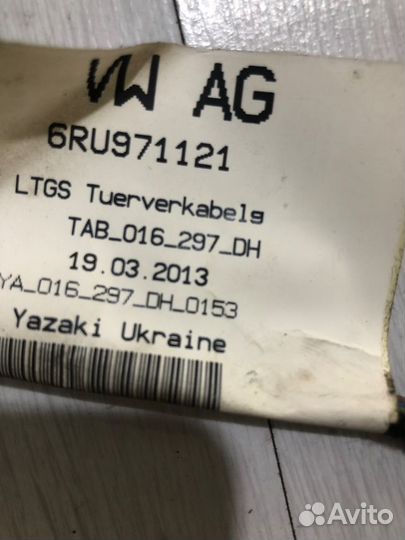 VW AG
6RU971121
LTGS Tuerverkabelg
TAB_016_297_DH
19.03.2013
YA_016_297_DH_0153
Yazaki Ukraine
Avito